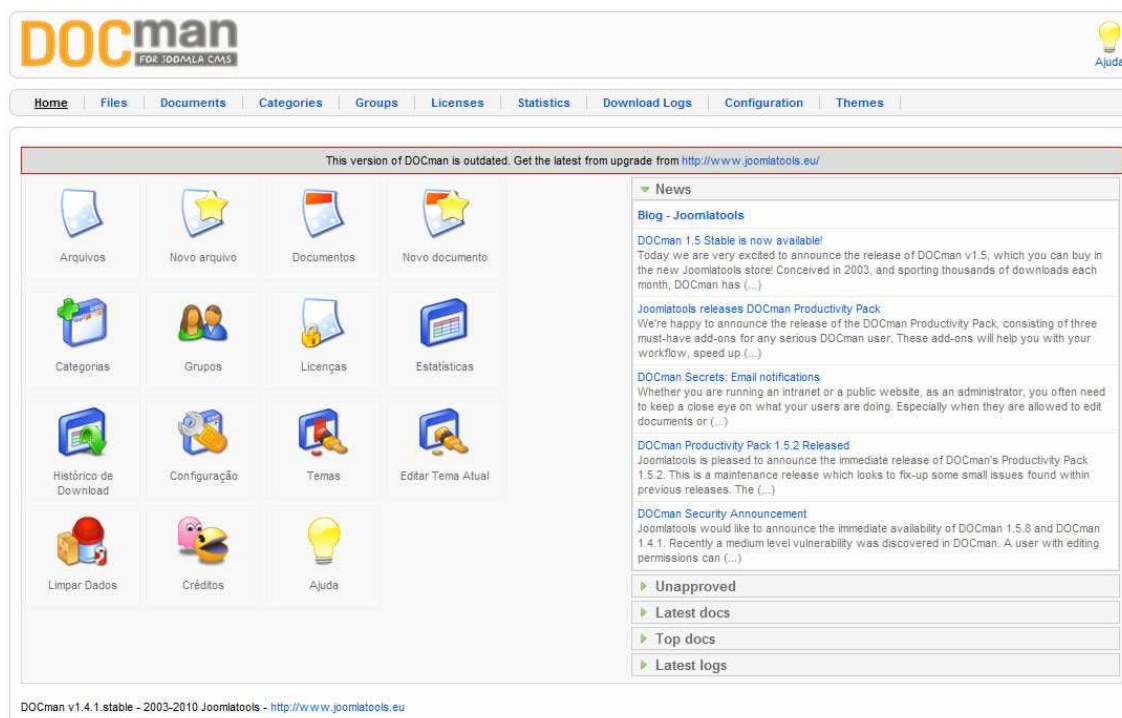 DOCman
FOR JOOMLA CMS
Ajuda
Home Files Documents Categories Groups Licenses Statistics Download Logs Configuration Themes
This version of DOCman is outdated. Get the latest from upgrade from http://www.joomlatools.eu/
Arquivos Novo arquivo Documentos Novo documento
Categorias Grupos Licenças Estatísticas
Histórico de Download Configuração Temas Editar Tema Atual
Limpar Dados Créditos Ajuda
News
Blog - Joomlatools
DOCman 1.5 Stable is now available!
Today we are very excited to announce the release of DOCman v1.5, which you can buy in
the new Joomlatools store! Conceived in 2003, and sporting thousands of downloads each
month, DOCman has (...)
Joomlatools releases DOCman Productivity Pack
We're happy to announce the release of the DOCman Productivity Pack, consisting of three
must-have add-ons for any serious DOCman user. These add-ons will help you with your
workflow, speed up (...)
DOCman Secrets: Email notifications
Whether you are running an intranet or a public website, as an administrator, you often need
to keep a close eye on what your users are doing. Especially when they are allowed to edit
documents or (...)
DOCman Productivity Pack 1.5.2 Released
Joomlatools is pleased to announce the immediate release of DOCman's Productivity Pack
1.5.2. This is a maintenance release which looks to fix-up some small issues found within
previous releases. The (...)
DOCman Security Announcement
Joomlatools would like to announce the immediate availability of DOCman 1.5.8 and DOCman
1.4.1. Recently a medium level vulnerability was discovered in DOCman. A user with editing
permissions can (...)
Unapproved
Latest docs
Top docs
Latest logs
DOCman v1.4.1.stable - 2003-2010 Joomlatools - http://www.joomlatools.eu